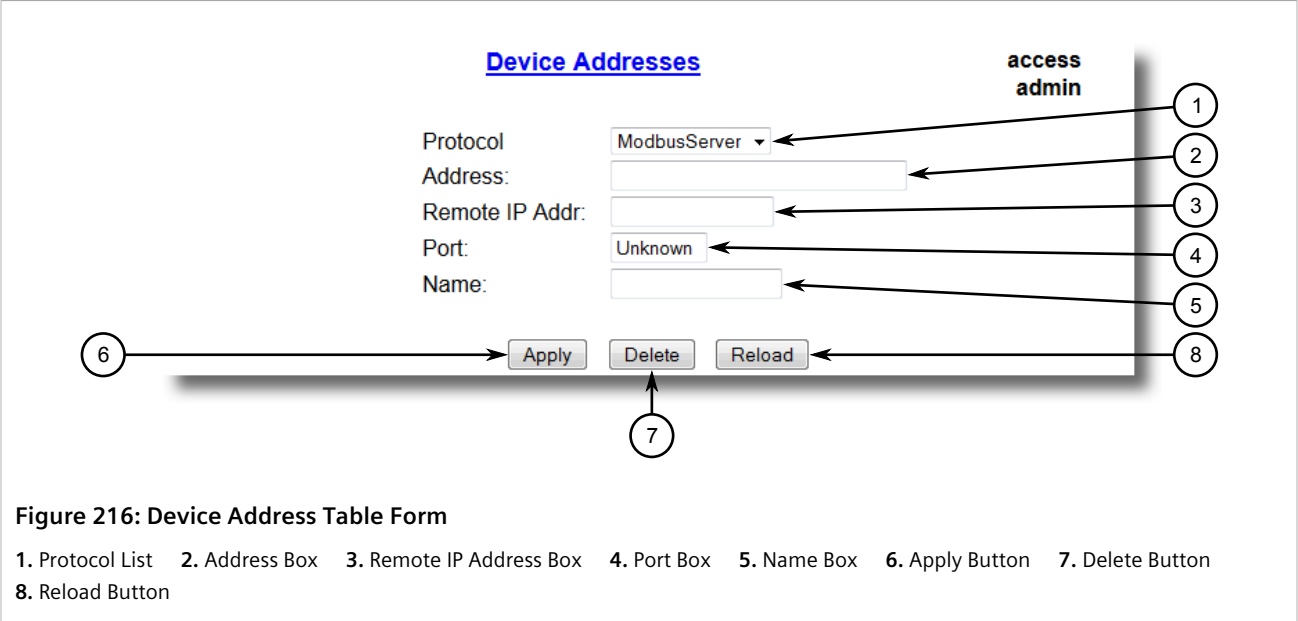 Device Addresses
access
admin
Protocol ModbusServer
Address:
Remote IP Addr:
Port: Unknown
Name:
Apply Delete Reload
1
2
3
4
5
6
7
8
Figure 216: Device Address Table Form
1. Protocol List 2. Address Box 3. Remote IP Address Box 4. Port Box 5. Name Box 6. Apply Button 7. Delete Button
8. Reload Button